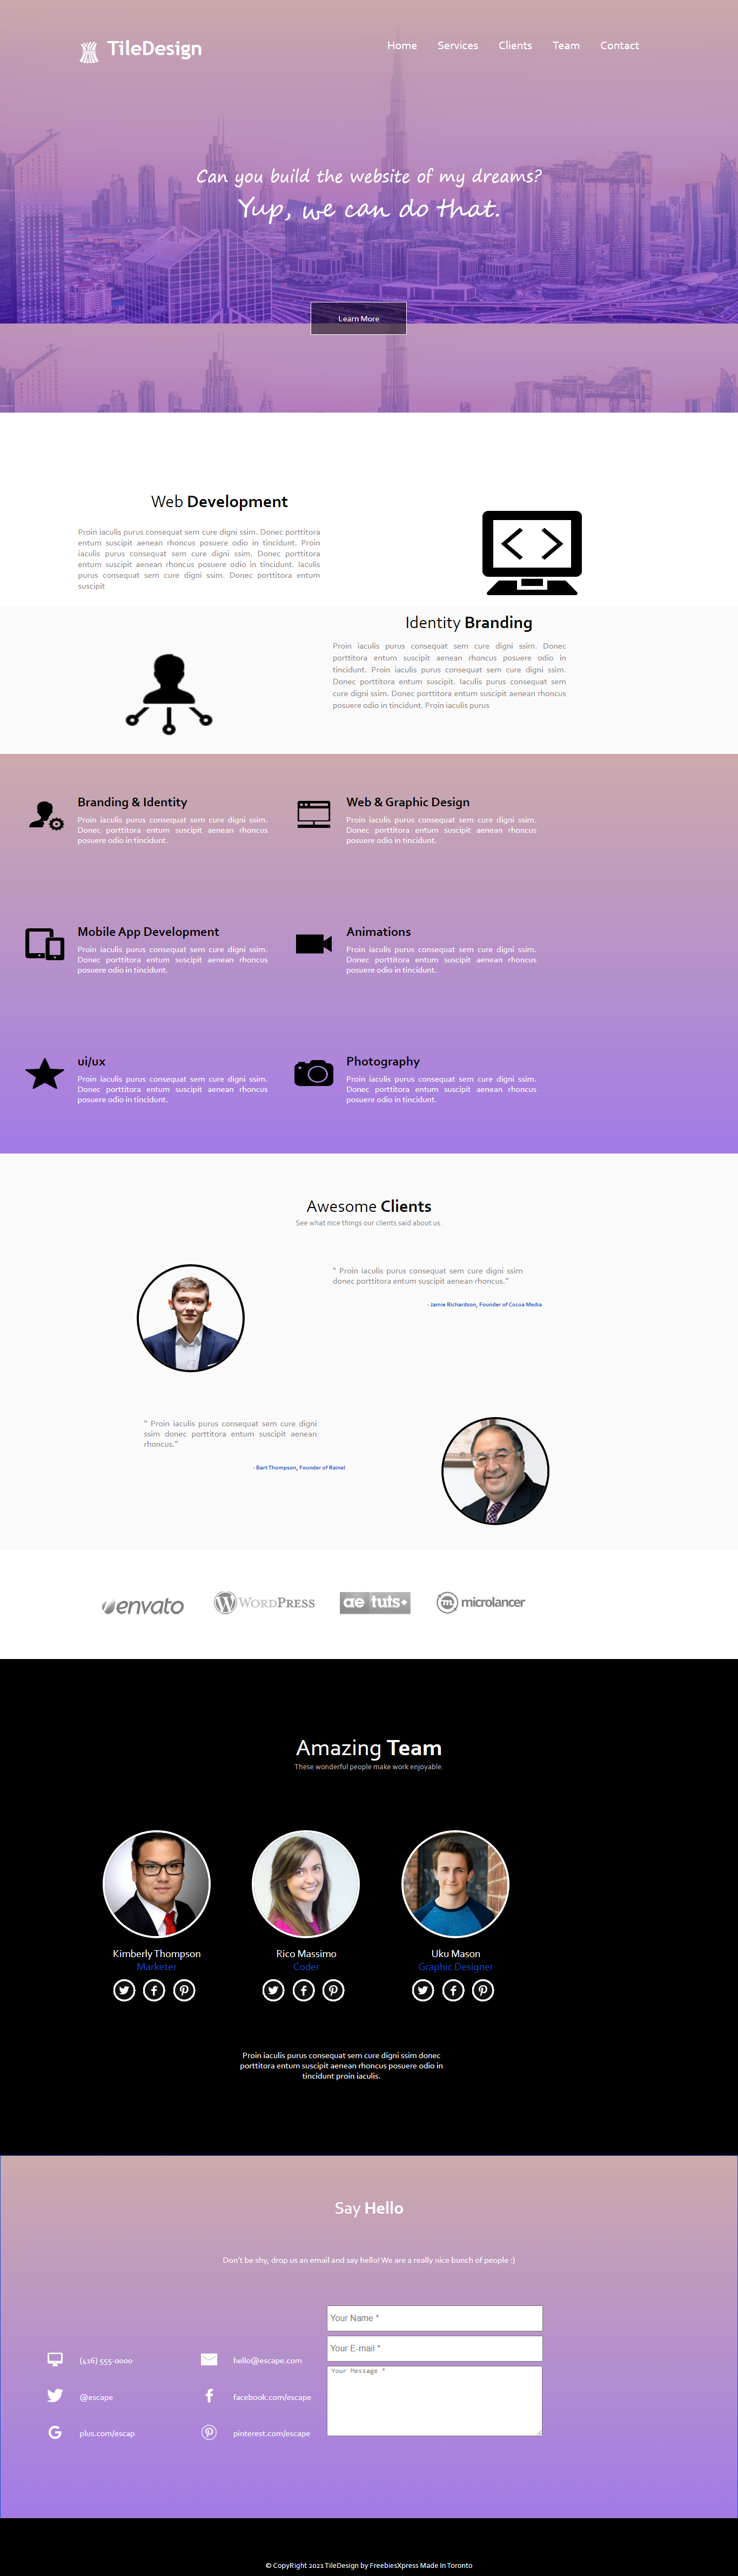 TileDesign
Home Services Clients Team Contact
Can you build the website of my dreams?
Yup, we can do that.
Learn More
Web Development
Proin iaculis purus consequat sem cure digni ssim. Donec porttitora
entum suscipit aenean rhoncus posuere odio in tincidunt. Proin
iaculis purus consequat sem cure digni ssim. Donec porttitora
entum suscipit aenean rhoncus posuere odio in tincidunt. Iaculis
purus consequat sem cure digni ssim. Donec porttitora entum
suscipit
Identity Branding
Proin iaculis purus consequat sem cure digni ssim. Donec
porttitora entum suscipit aenean rhoncus posuere odio in
tincidunt. Proin iaculis purus consequat sem cure digni ssim.
Donec porttitora entum suscipit. Iaculis purus consequat sem
cure digni ssim. Donec porttitora entum suscipit aenean rhoncus
posuere odio in tincidunt. Proin iaculis purus
Branding & Identity
Proin iaculis purus consequat sem cure digni ssim.
Donec porttitora entum suscipit aenean rhoncus
posuere odio in tincidunt.
Web & Graphic Design
Proin iaculis purus consequat sem cure digni ssim.
Donec porttitora entum suscipit aenean rhoncus
posuere odio in tincidunt.
Mobile App Development
Proin iaculis purus consequat sem cure digni ssim.
Donec porttitora entum suscipit aenean rhoncus
posuere odio in tincidunt.
Animations
Proin iaculis purus consequat sem cure digni ssim.
Donec porttitora entum suscipit aenean rhoncus
posuere odio in tincidunt.
ui/ux
Proin iaculis purus consequat sem cure digni ssim.
Donec porttitora entum suscipit aenean rhoncus
posuere odio in tincidunt.
Photography
Proin iaculis purus consequat sem cure digni ssim.
Donec porttitora entum suscipit aenean rhoncus
posuere odio in tincidunt.
Awesome Clients
See what nice things our clients said about us.
“ Proin iaculis purus consequat sem cure digni ssim
donec porttitora entum suscipit aenean rhoncus.”
- Jamie Richardson, Founder of Cocoa Media
“ Proin iaculis purus consequat sem cure digni
ssim donec porttitora entum suscipit aenean
rhoncus.”
- Bart Thompson, Founder of Rainel
envato
WORDPRESS
ae tuts+
microlancer
Amazing Team
These wonderful people make work enjoyable.
Kimberly Thompson
Marketer
Rico Massimo
Coder
Uku Mason
Graphic Designer
Proin iaculis purus consequat sem cure digni ssim donec
porttitora entum suscipit aenean rhoncus posuere odio in
tincidunt proin iaculis.
Say Hello
Don’t be shy, drop us an email and say hello! We are a really nice bunch of people :)
Your Name *
Your E-mail *
Your Message *
(416) 555-0000
hello@escape.com
@escape
facebook.com/escape
plus.com/escap
pinterest.com/escape
© CopyRight 2021 TileDesign by FreebiesXpress Made In Toronto